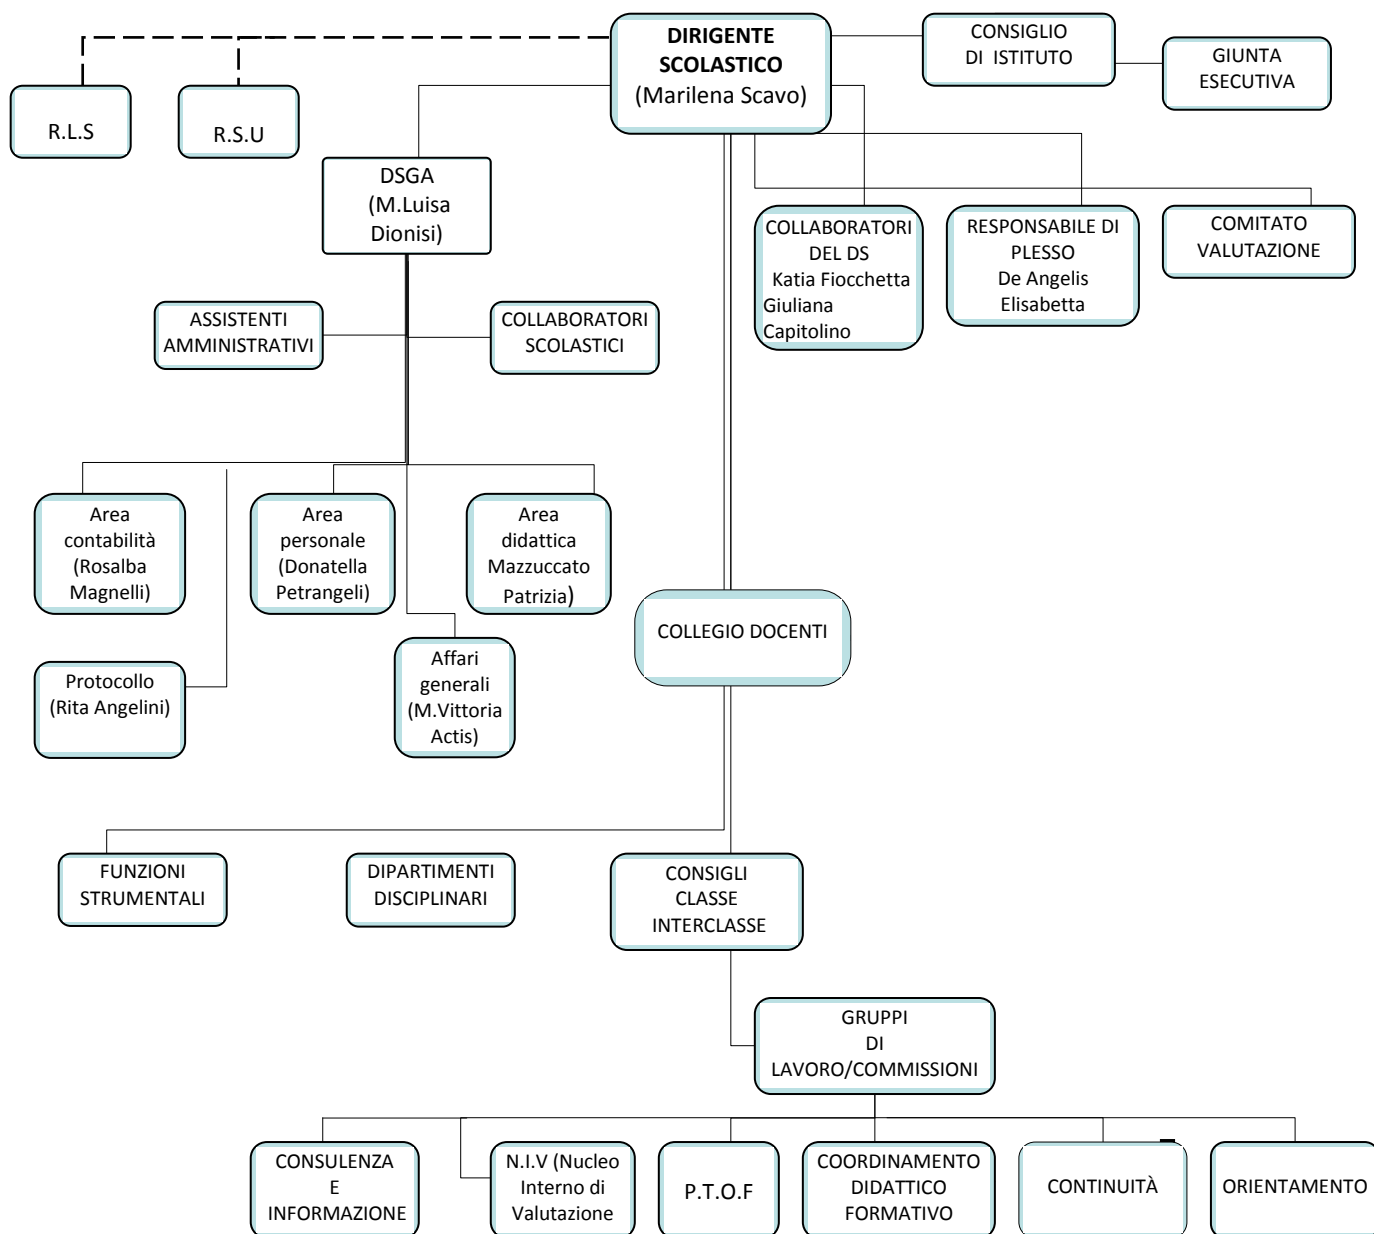 DIRIGENTE
SCOLASTICO
(Marilena Scavo)
CONSIGLIO
DI ISTITUTO
GIUNTA
ESECUTIVA
R.L.S
R.S.U
DSGA
(M.Luisa
Dionisi)
COLLABORATORI
DEL DS
Katia Fiocchetta
Giuliana
Capitolino
RESPONSABILE DI
PLESSO
De Angelis
Elisabetta
COMITATO
VALUTAZIONE
ASSISTENTI
AMMINISTRATIVI
COLLABORATORI
SCOLASTICI
Area
contabilità
(Rosalba
Magnelli)
Area
personale
(Donatella
Petrangeli)
Area
didattica
Mazzuccato
Patrizia)
COLLEGIO DOCENTI
Protocollo
(Rita Angelini)
Affari
generali
(M.Vittoria
Actis)
FUNZIONI
STRUMENTALI
DIPARTIMENTI
DISCIPLINARI
CONSIGLI
CLASSE
INTERCLASSE
GRUPPI
DI
LAVORO/COMMISSIONI
CONSULENZA
E
INFORMAZIONE
N.I.V (Nucleo
Interno di
Valutazione
P.T.O.F
COORDINAMENTO
DIDATTICO
FORMATIVO
CONTINUITÀ
ORIENTAMENTO